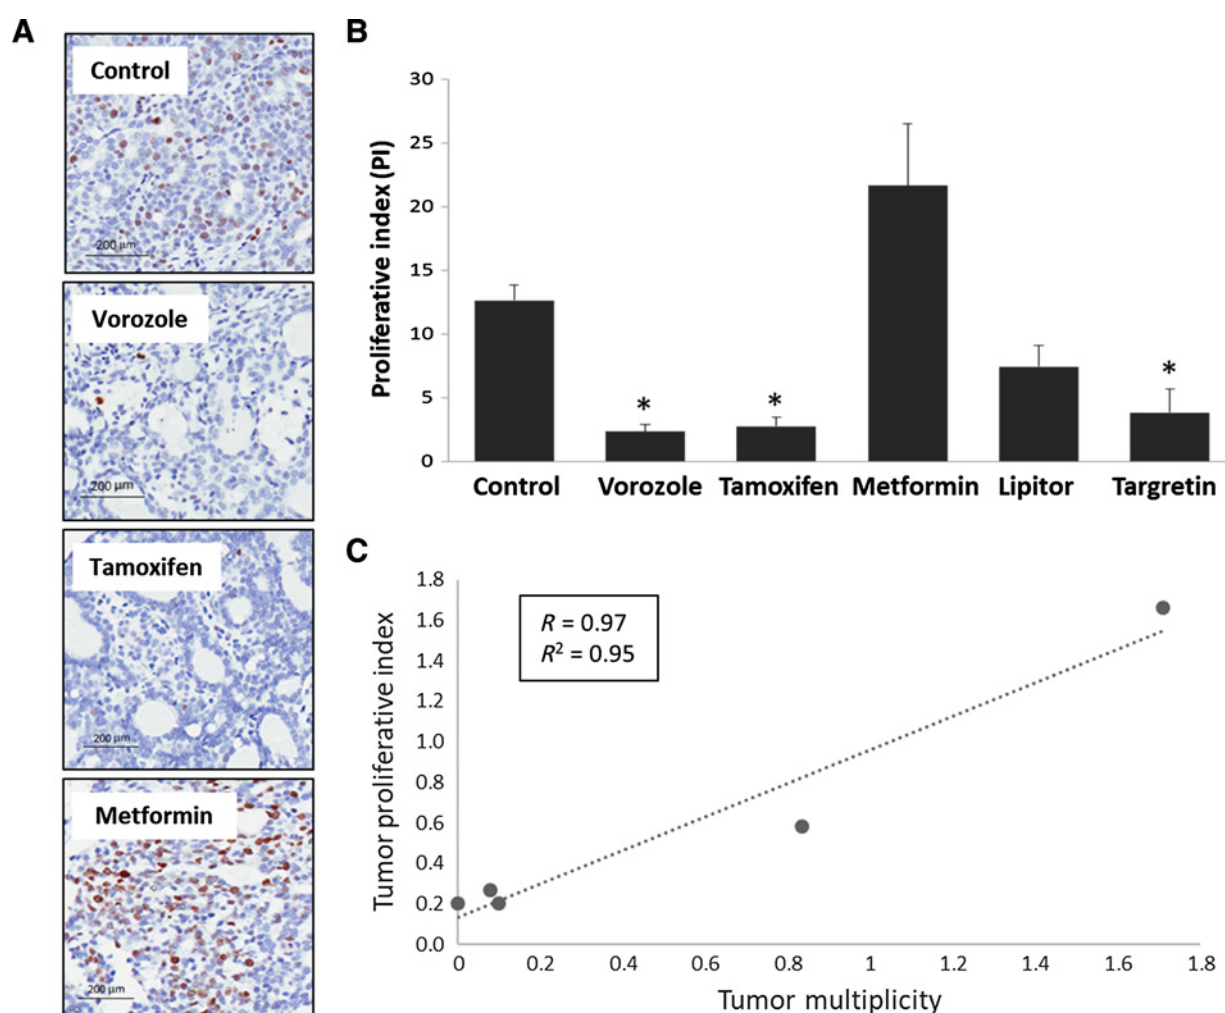 A
Control
200 μm
Vorozole
200 μm
Tamoxifen
200 μm
Metformin
200 μm
B
Proliferative index (PI)
30
25
20
15
10
5
0
* * *
Control Vorozole Tamoxifen Metformin Lipitor Targretin
C
Tumor proliferative index
1.8
1.6
1.4
1.2
1.0
0.8
0.6
0.4
0.2
0.0
R = 0.97
R² = 0.95
0 0.2 0.4 0.6 0.8 1 1.2 1.4 1.6 1.8
Tumor multiplicity